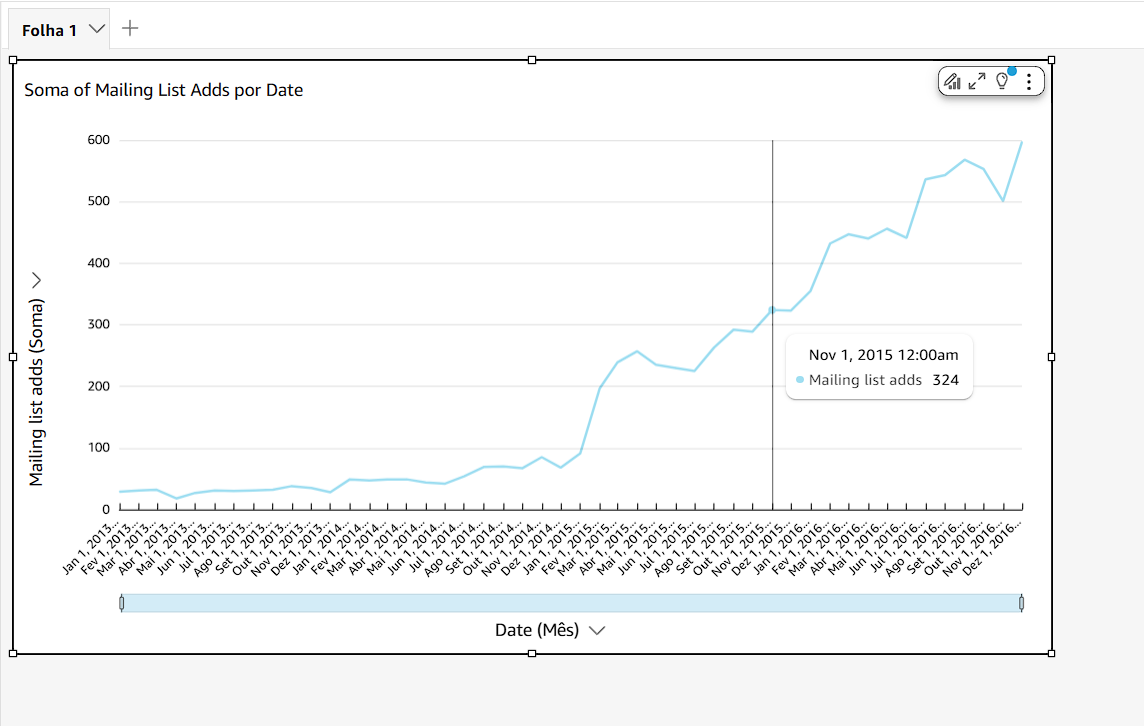 Folha 1
Soma of Mailing List Adds por Date
600
500
400
300
200
100
0
Mailing list adds (Soma)
Nov 1, 2015 12:00am
Mailing list adds 324
Jan 1, 2013...
Fev 1, 2013...
Mar 1, 2013...
Abr 1, 2013...
Mai 1, 2013...
Jun 1, 2013...
Jul 1, 2013...
Ago 1, 2013...
Set 1, 2013...
Out 1, 2013...
Nov 1, 2013...
Dez 1, 2013...
Jan 1, 2014...
Fev 1, 2014...
Mar 1, 2014...
Abr 1, 2014...
Mai 1, 2014...
Jun 1, 2014...
Jul 1, 2014...
Ago 1, 2014...
Set 1, 2014...
Out 1, 2014...
Nov 1, 2014...
Dez 1, 2014...
Jan 1, 2015...
Fev 1, 2015...
Mar 1, 2015...
Abr 1, 2015...
Mai 1, 2015...
Jun 1, 2015...
Jul 1, 2015...
Ago 1, 2015...
Set 1, 2015...
Out 1, 2015...
Nov 1, 2015...
Dez 1, 2015...
Jan 1, 2016...
Fev 1, 2016...
Mar 1, 2016...
Abr 1, 2016...
Mai 1, 2016...
Jun 1, 2016...
Jul 1, 2016...
Ago 1, 2016...
Set 1, 2016...
Out 1, 2016...
Nov 1, 2016...
Dez 1, 2016...
Date (Mês)